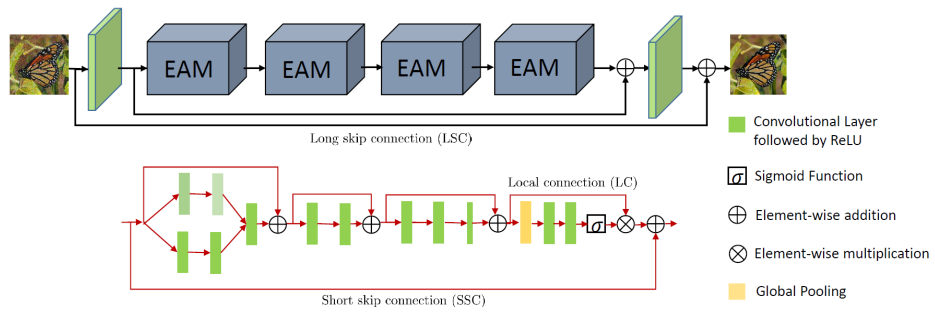 EAM EAM EAM EAM
Long skip connection (LSC)
Convolutional Layer
followed by ReLU
Local connection (LC)
σ Sigmoid Function
Element-wise addition
σ
Element-wise multiplication
Short skip connection (SSC)
Global Pooling